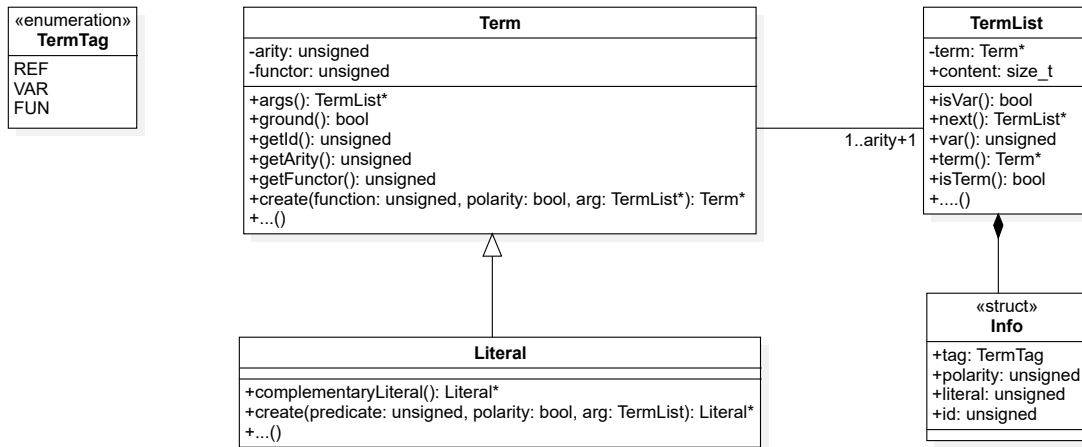 «enumeration»
TermTag
REF
VAR
FUN
Term
-arity: unsigned
-functor: unsigned
+args(): TermList*
+ground(): bool
+getId(): unsigned
+getArity(): unsigned
+getFunctor(): unsigned
+create(function: unsigned, polarity: bool, arg: TermList*): Term*
+...()
1..arity+1
TermList
-term: Term*
+content: size_t
+isVar(): bool
+next(): TermList*
+var(): unsigned
+term(): Term*
+isTerm(): bool
+....()
Literal
+complementaryLiteral(): Literal*
+create(predicate: unsigned, polarity: bool, arg: TermList): Literal*
+...()
«struct»
Info
+tag: TermTag
+polarity: unsigned
+literal: unsigned
+id: unsigned